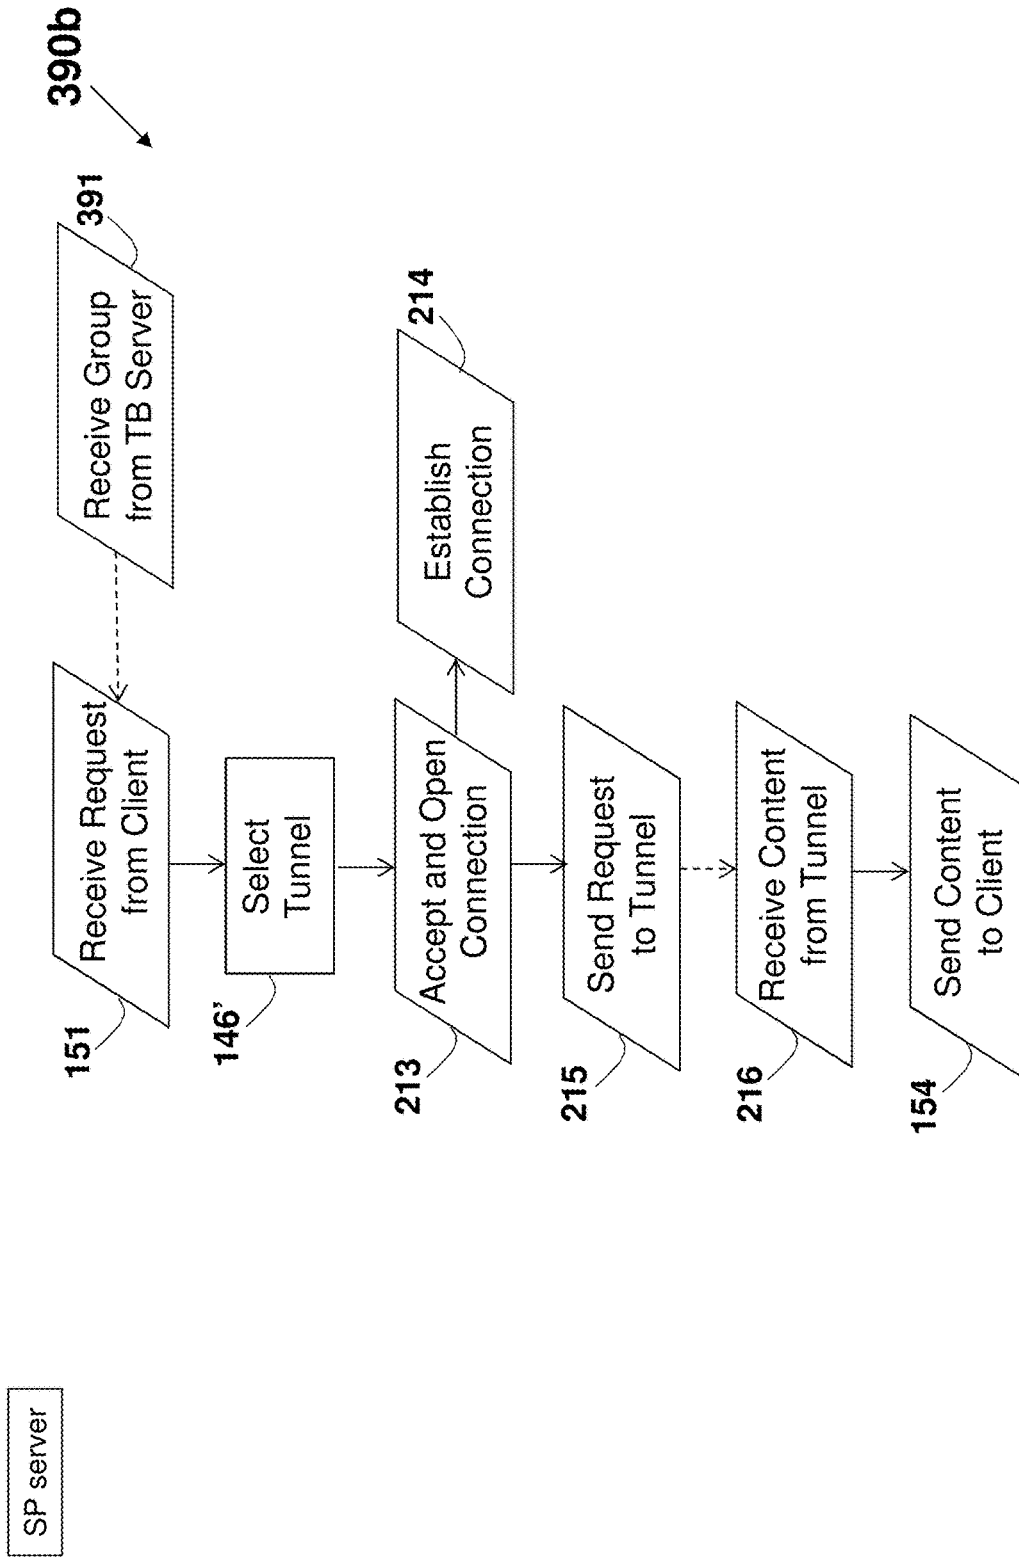 SP server
390b
Receive Group
from TB Server
391
Receive Request
from Client
151
Select
Tunnel
146'
Accept and Open
Connection
213
Establish
Connection
214
Send Request
to Tunnel
215
Receive Content
from Tunnel
216
Send Content
to Client
154